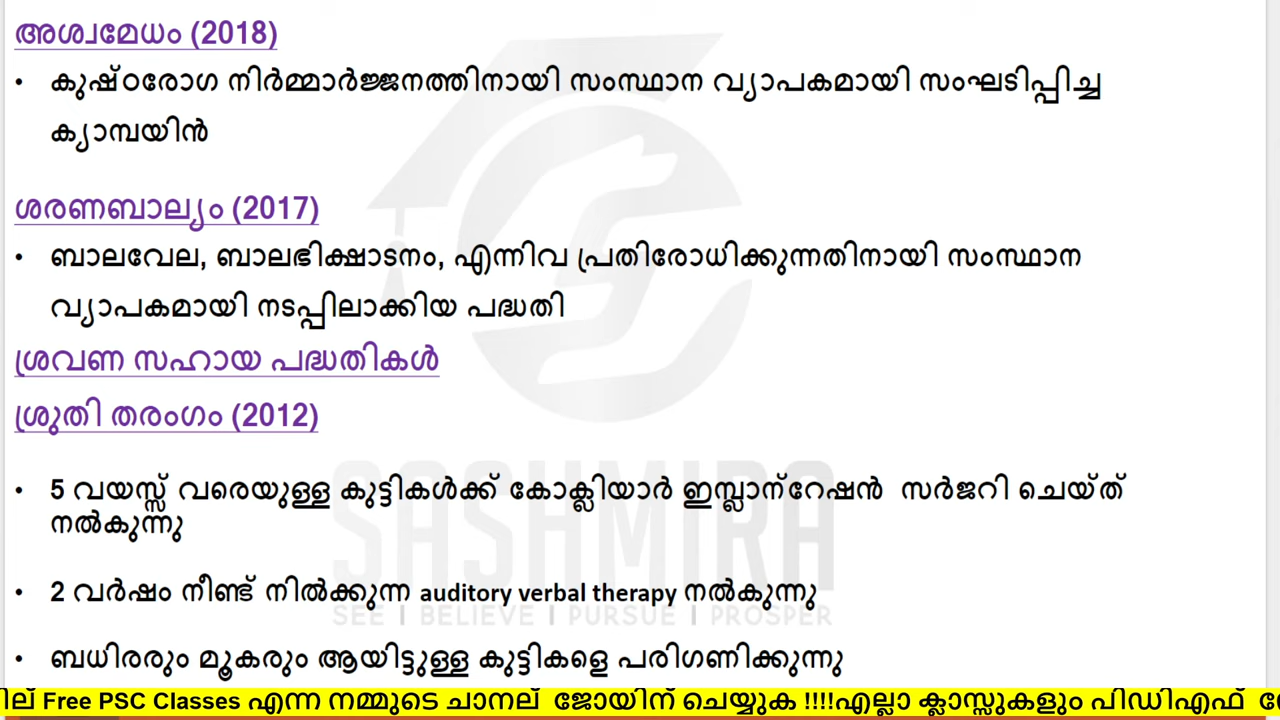 അശ്വമേധം (2018)
• കുഷ്ഠരോഗ നിർമ്മാർജ്ജനത്തിനായി സംസ്ഥാന വ്യാപകമായി സംഘടിപ്പിച്ച
ക്യാമ്പയിൻ
ശരണബാല്യം (2017)
• ബാലവേല, ബാലഭിക്ഷാടനം, എന്നിവ പ്രതിരോധിക്കുന്നതിനായി സംസ്ഥാന
വ്യാപകമായി നടപ്പിലാക്കിയ പദ്ധതി
ശ്രവണ സഹായ പദ്ധതികൾ
ശ്രുതി തരംഗം (2012)
• 5 വയസ്സ് വരെയുള്ള കുട്ടികൾക്ക് കോക്ലിയാർ ഇമ്പ്ലാന്റേഷൻ സർജറി ചെയ്ത്
നൽകുന്നു
• 2 വർഷം നീണ്ട് നിൽക്കുന്ന auditory verbal therapy നൽകുന്നു
SASHMIRA
SEE I BELIEVE I PURSUE I PROSPER
• ബധിരരും മൂകരും ആയിട്ടുള്ള കുട്ടികളെ പരിഗണിക്കുന്നു
Free PSC Classes എന്ന നമ്മുടെ ചാനല് ജോയിന് ചെയ്യുക !!!!എല്ലാ ക്ലാസ്സുകളും പിഡിഎഫ്